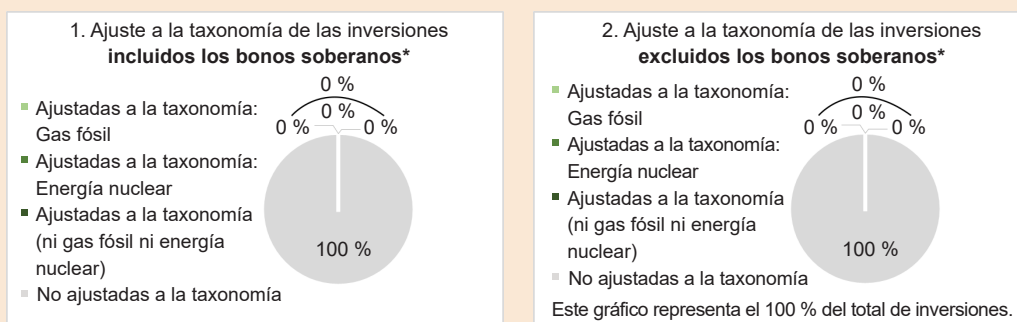 1. Ajuste a la taxonomía de las inversiones
incluidos los bonos soberanos*
Ajustadas a la taxonomía:
Gas fósil
Ajustadas a la taxonomía:
Energía nuclear
Ajustadas a la taxonomía
(ni gas fósil ni energía
nuclear)
No ajustadas a la taxonomía
0 %
0 %
0 %
0 %
100 %
2. Ajuste a la taxonomía de las inversiones
excluidos los bonos soberanos*
Ajustadas a la taxonomía:
Gas fósil
Ajustadas a la taxonomía:
Energía nuclear
Ajustadas a la taxonomía
(ni gas fósil ni energía
nuclear)
No ajustadas a la taxonomía
0 %
0 %
0 %
0 %
100 %
Este gráfico representa el 100 % del total de inversiones.